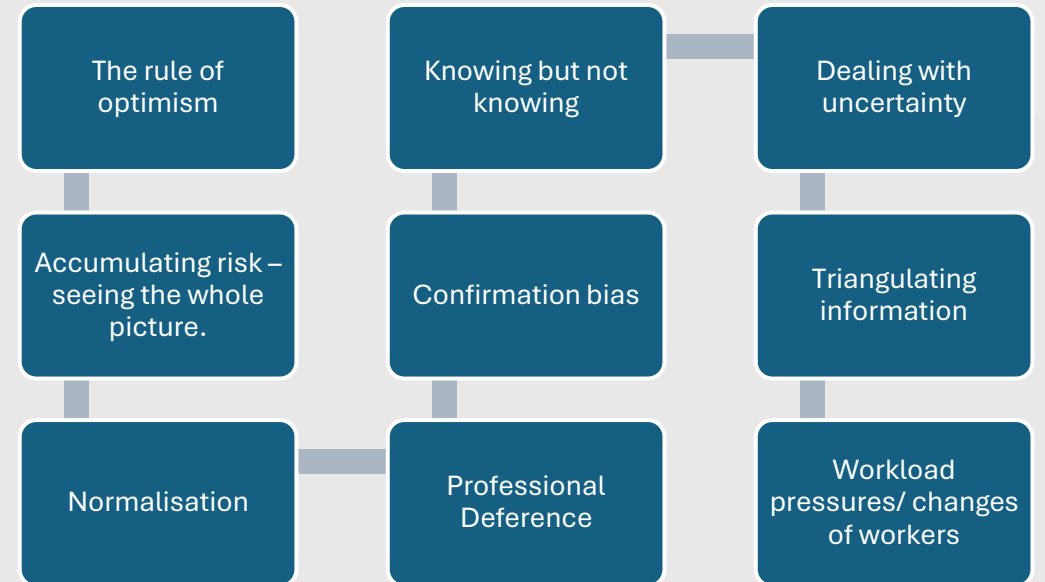 The rule of
optimism
Accumulating risk –
seeing the whole
picture.
Normalisation
Professional
Deference
Confirmation bias
Knowing but not
knowing
Dealing with
uncertainty
Triangulating
information
Workload
pressures/ changes
of workers